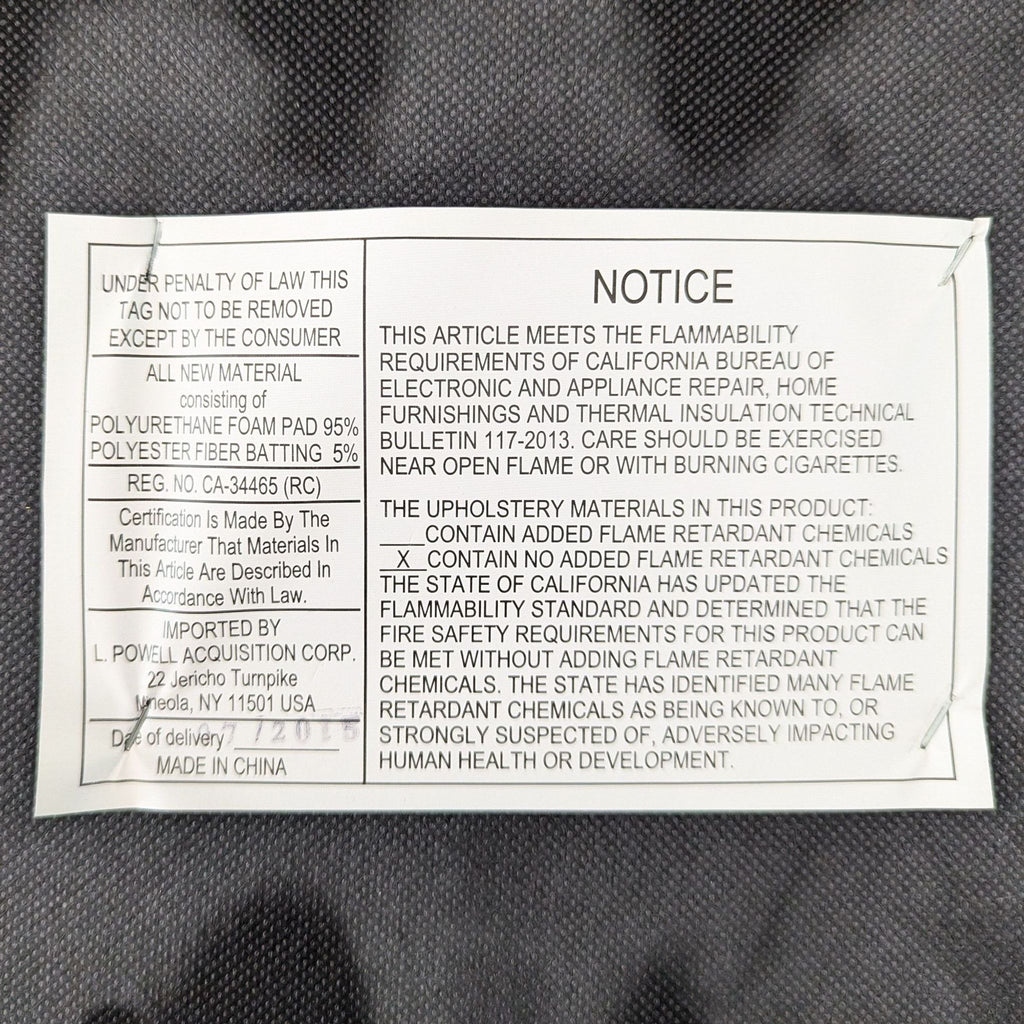 UNDER PENALTY OF LAW THIS
TAG NOT TO BE REMOVED
EXCEPT BY THE CONSUMER
ALL NEW MATERIAL
consisting of
POLYURETHANE FOAM PAD 95%
POLYESTER FIBER BATTING 5%
REG. NO. CA-34465 (RC)
Certification Is Made By The
Manufacturer That Materials In
This Article Are Described In
Accordance With Law.
IMPORTED BY
L. POWELL ACQUISITION CORP.
22 Jericho Turnpike
Mineola, NY 11501 USA
Date of delivery 07/2015
MADE IN CHINA
NOTICE
THIS ARTICLE MEETS THE FLAMMABILITY
REQUIREMENTS OF CALIFORNIA BUREAU OF
ELECTRONIC AND APPLIANCE REPAIR, HOME
FURNISHINGS AND THERMAL INSULATION TECHNICAL
BULLETIN 117-2013. CARE SHOULD BE EXERCISED
NEAR OPEN FLAME OR WITH BURNING CIGARETTES.
THE UPHOLSTERY MATERIALS IN THIS PRODUCT:
____CONTAIN ADDED FLAME RETARDANT CHEMICALS
_X_CONTAIN NO ADDED FLAME RETARDANT CHEMICALS
THE STATE OF CALIFORNIA HAS UPDATED THE
FLAMMABILITY STANDARD AND DETERMINED THAT THE
FIRE SAFETY REQUIREMENTS FOR THIS PRODUCT CAN
BE MET WITHOUT ADDING FLAME RETARDANT
CHEMICALS. THE STATE HAS IDENTIFIED MANY FLAME
RETARDANT CHEMICALS AS BEING KNOWN TO, OR
STRONGLY SUSPECTED OF, ADVERSELY IMPACTING
HUMAN HEALTH OR DEVELOPMENT.